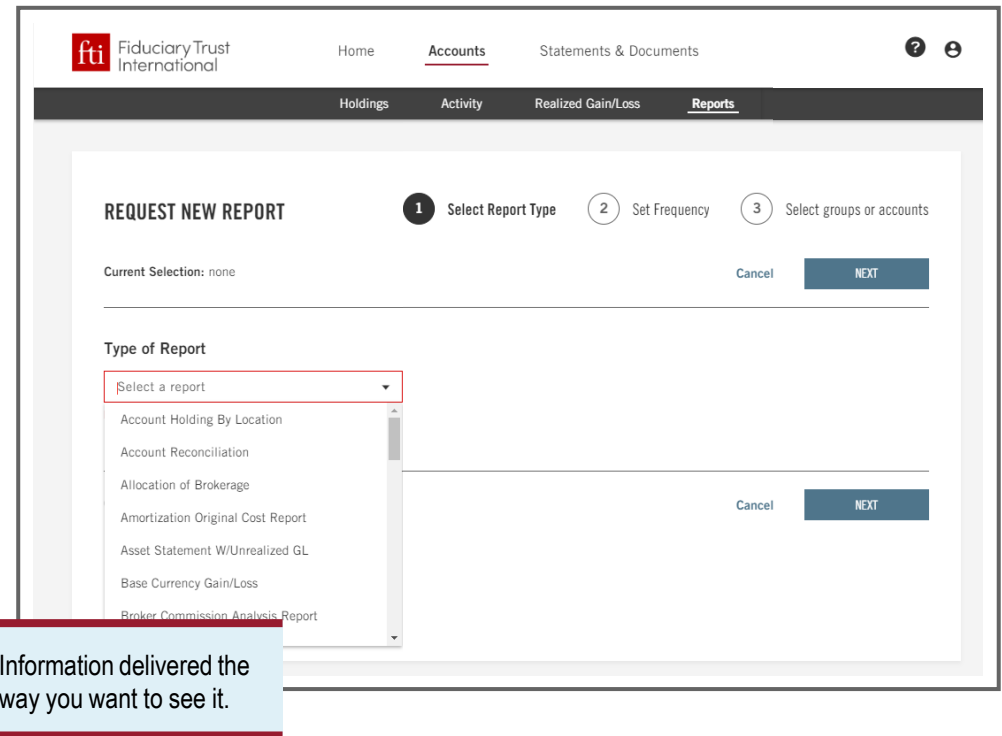 fti Fiduciary Trust International
Home Accounts Statements & Documents ?
Holdings Activity Realized Gain/Loss Reports
REQUEST NEW REPORT 1 Select Report Type 2 Set Frequency 3 Select groups or accounts
Current Selection: none Cancel NEXT
Type of Report
Select a report
Account Holding By Location
Account Reconciliation
Allocation of Brokerage
Cancel NEXT
Amortization Original Cost Report
Asset Statement W/Unrealized GL
Base Currency Gain/Loss
Broker Commission Analysis Report
Information delivered the
way you want to see it.